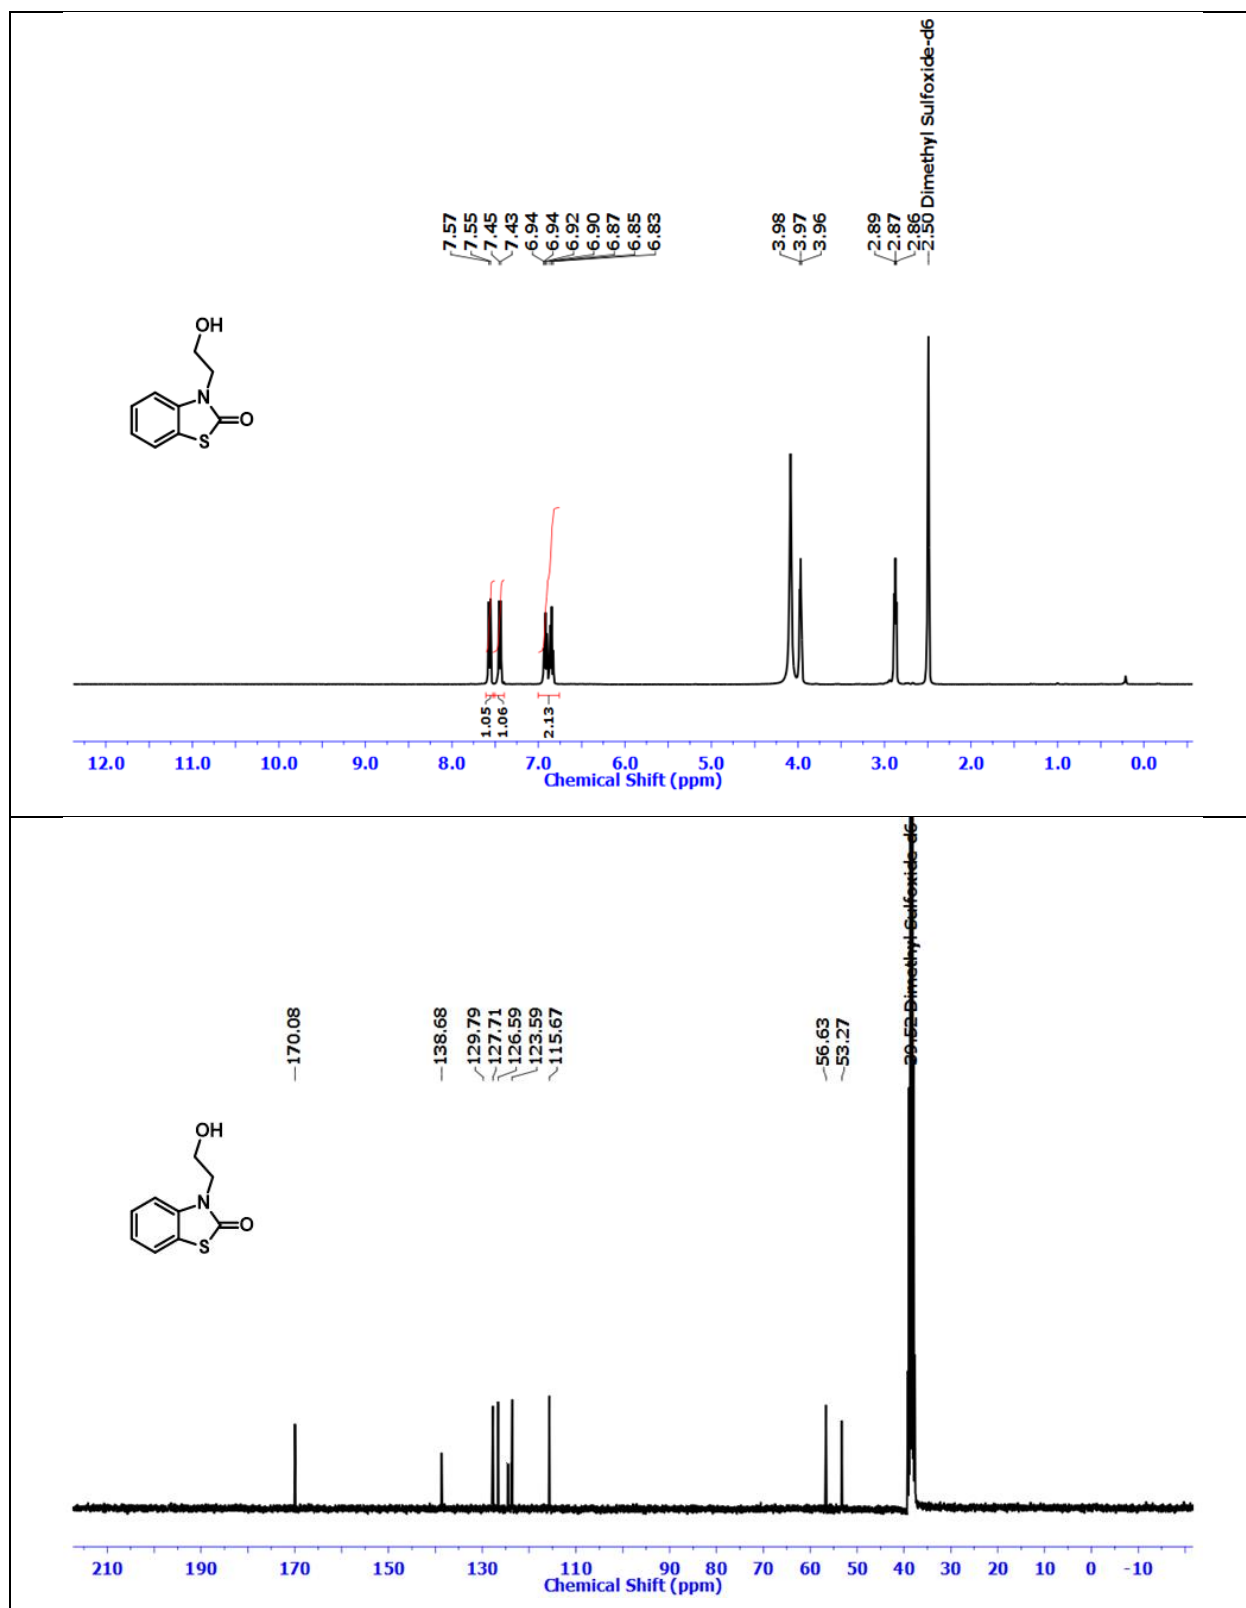 7.57
7.55
7.45
7.43
6.94
6.94
6.92
6.90
6.87
6.85
6.83
3.98
3.97
3.96
2.89
2.87
2.86
2.50 Dimethyl Sulfoxide-d6
OH
N
O
S
1.05
1.06
2.13
12.0 11.0 10.0 9.0 8.0 7.0 6.0 5.0 4.0 3.0 2.0 1.0 0.0
Chemical Shift (ppm)
39.52 Dimethyl Sulfoxide-d6
170.08
138.68
129.79
127.71
126.59
123.59
115.67
56.63
53.27
OH
N
O
S
210 190 170 150 130 110 90 80 70 60 50 40 30 20 10 0 -10
Chemical Shift (ppm)